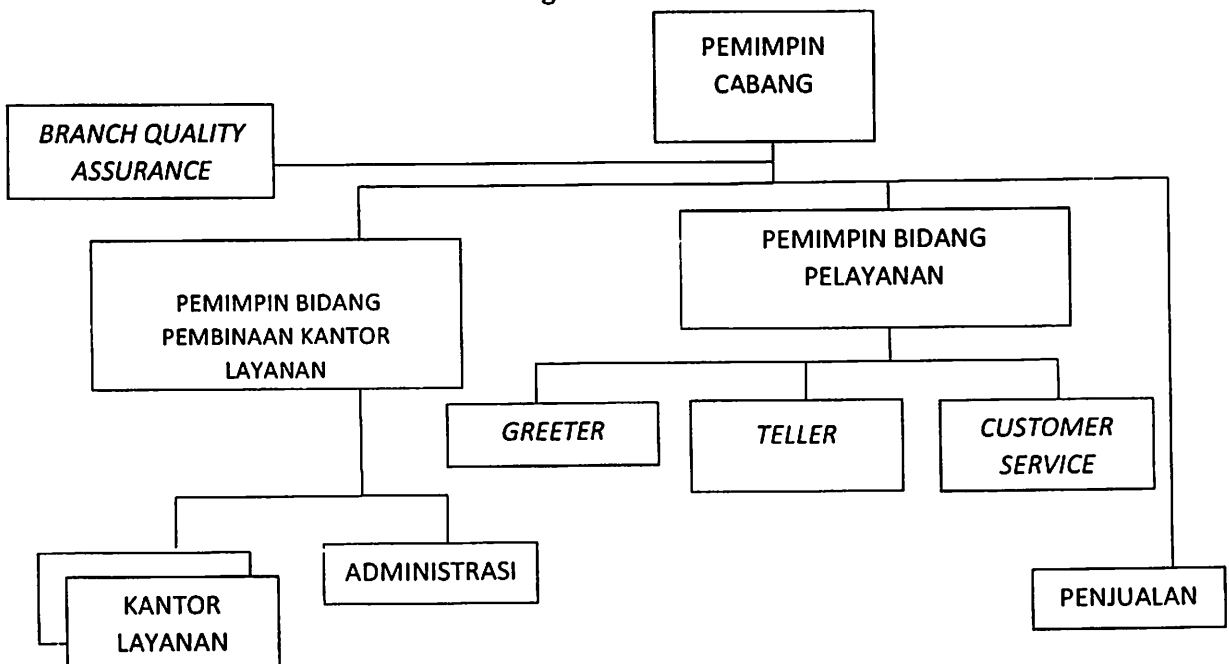 PEMIMPIN
CABANG
BRANCH QUALITY
ASSURANCE
PEMIMPIN BIDANG
PELAYANAN
PEMIMPIN BIDANG
PEMBINAAN KANTOR
LAYANAN
GREETER
TELLER
CUSTOMER
SERVICE
ADMINISTRASI
KANTOR
LAYANAN
PENJUALAN